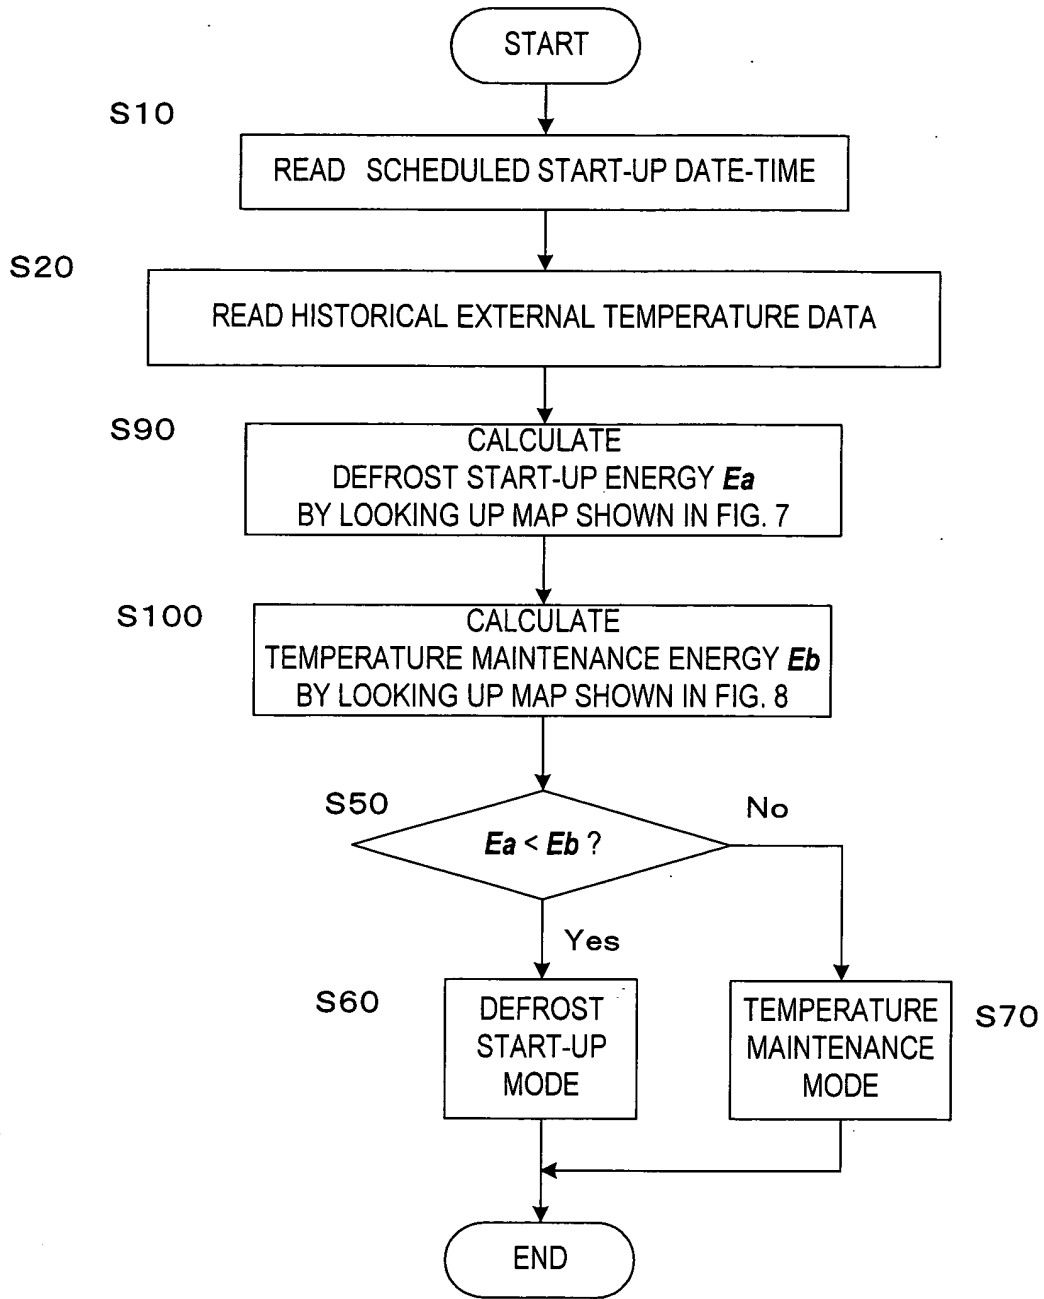 START
S10
READ SCHEDULED START-UP DATE-TIME
S20
READ HISTORICAL EXTERNAL TEMPERATURE DATA
S90
CALCULATE
DEFROST START-UP ENERGY Ea
BY LOOKING UP MAP SHOWN IN FIG. 7
S100
CALCULATE
TEMPERATURE MAINTENANCE ENERGY Eb
BY LOOKING UP MAP SHOWN IN FIG. 8
S50
Ea < Eb ?
No
Yes
S60
DEFROST
START-UP
MODE
TEMPERATURE
MAINTENANCE
MODE
S70
END